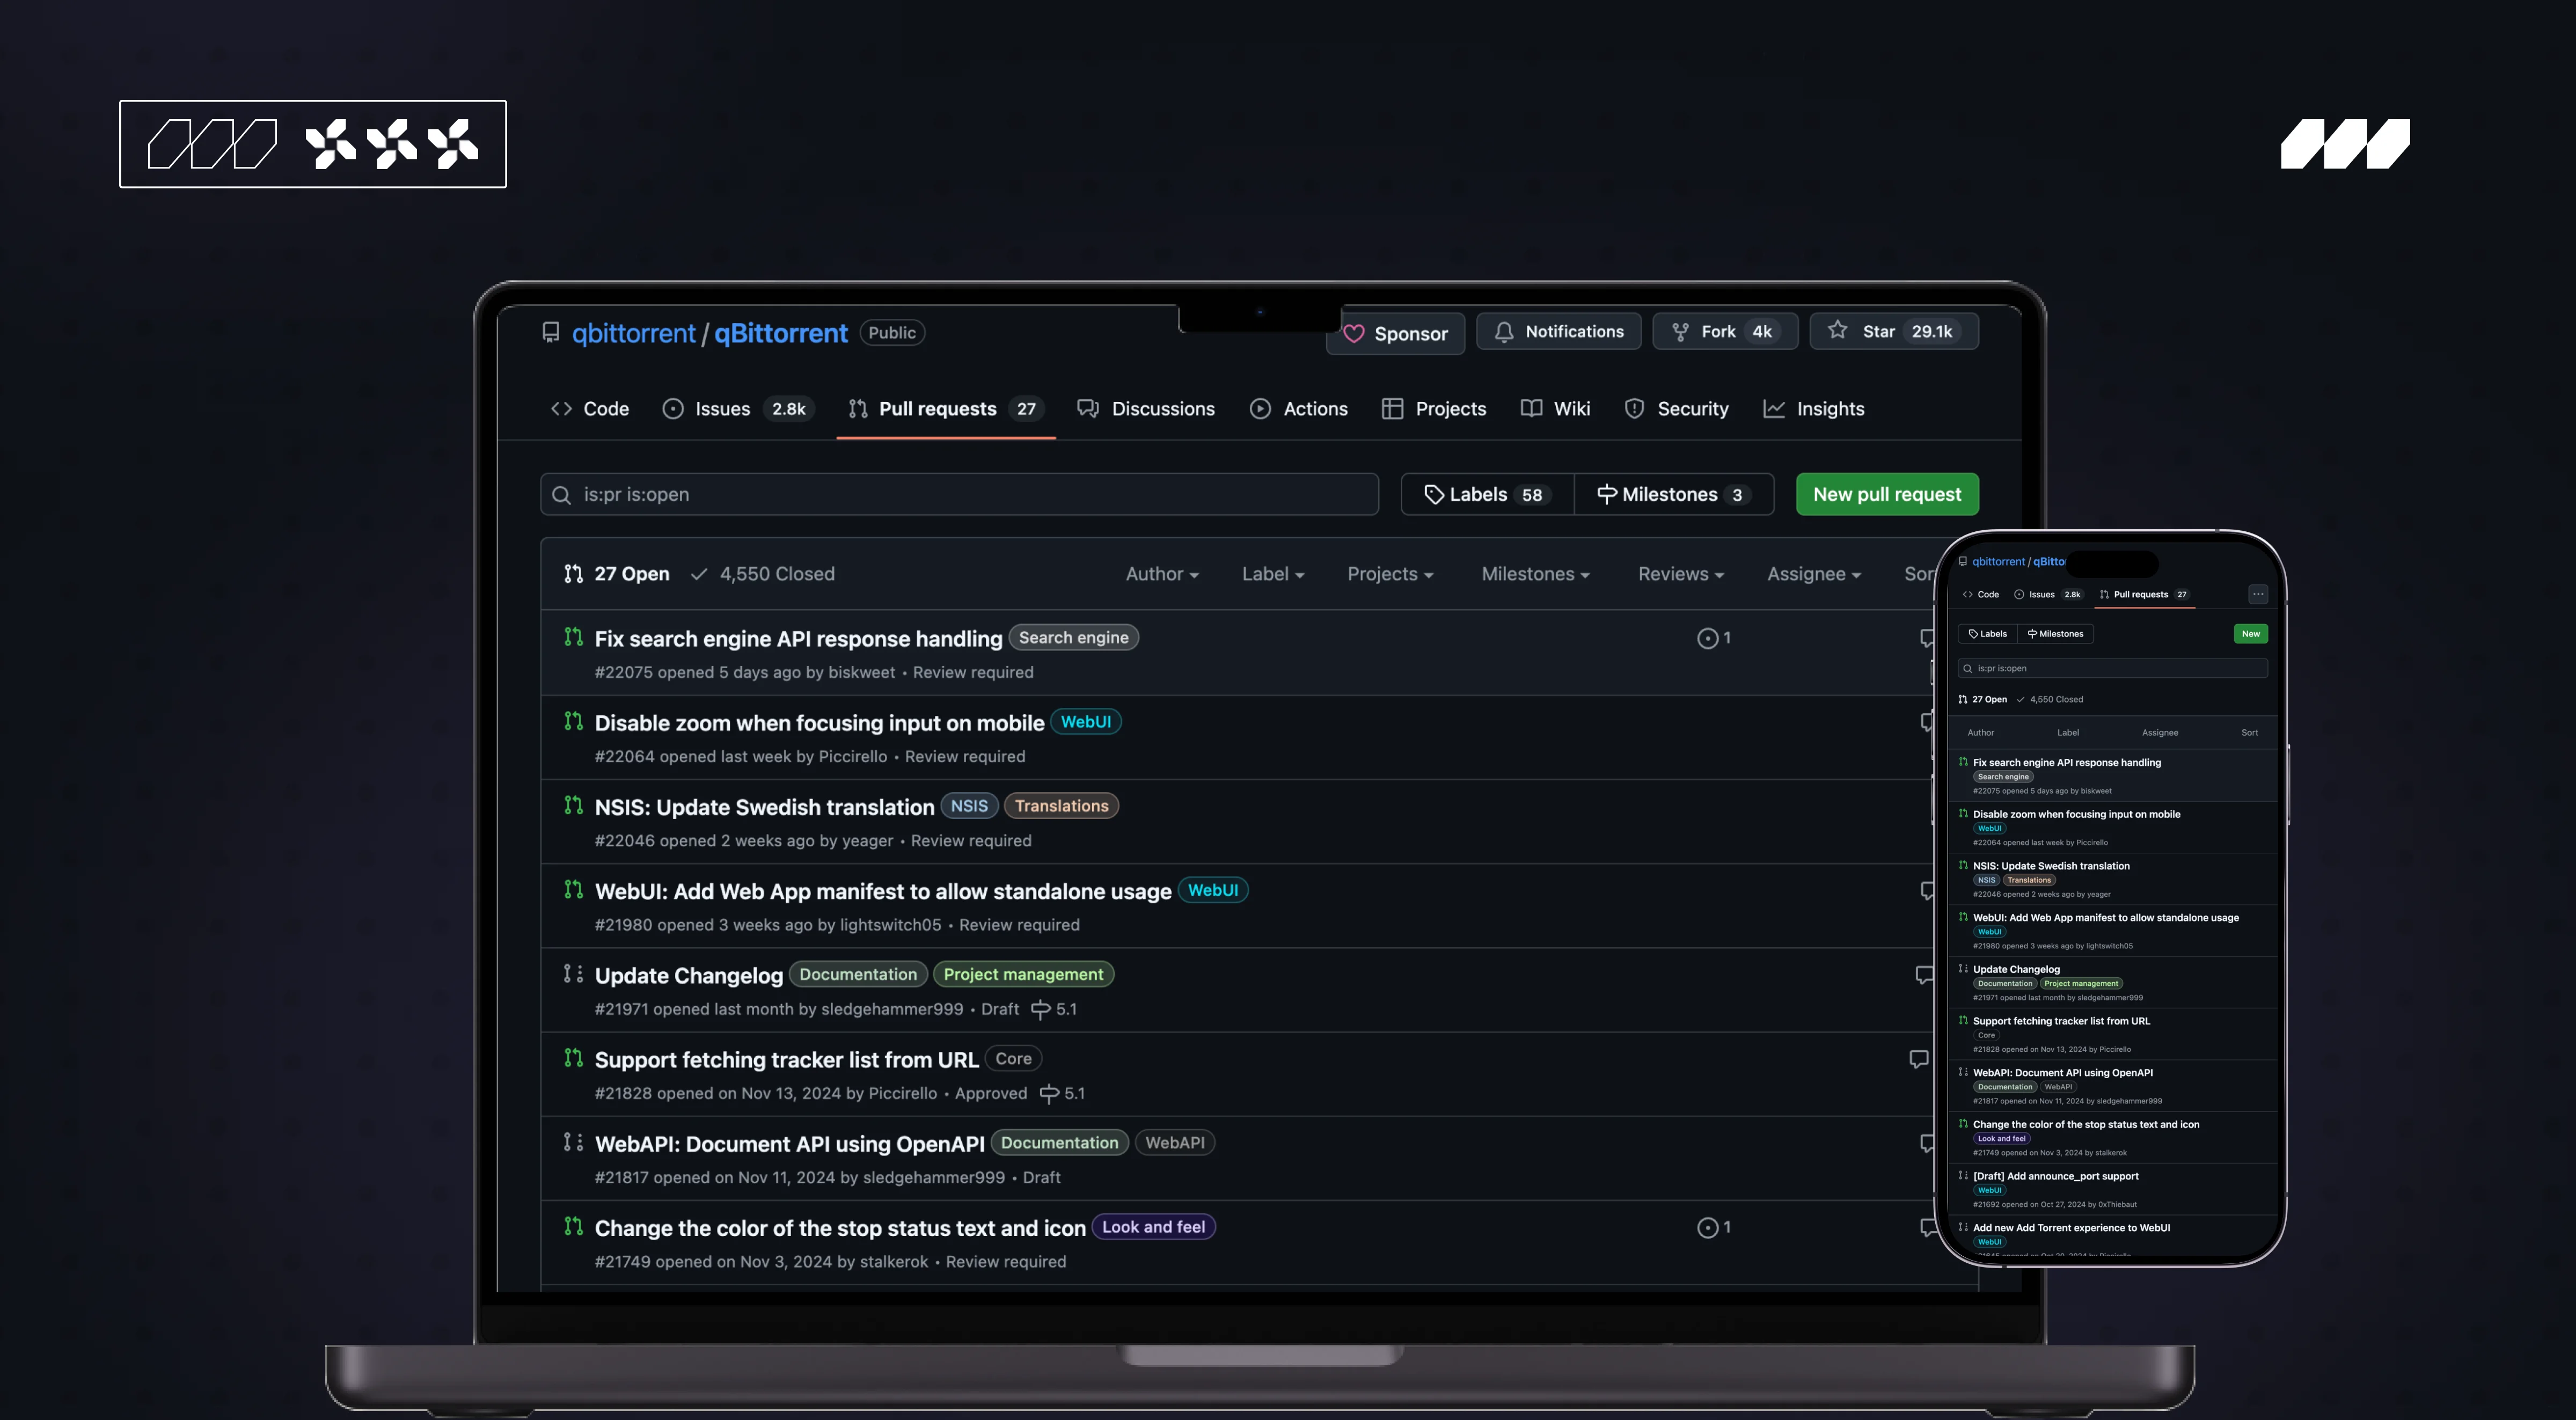 qbittorrent / qBittorrent Public Sponsor Notifications Fork 4k Star 29.1k
Code Issues 2.8k Pull requests 27 Discussions Actions Projects Wiki Security Insights
is:pr is:open Labels 58 Milestones 3 New pull request
27 Open 4,550 Closed Author Label Projects Milestones Reviews Assignee Sor
Fix search engine API response handling Search engine 1
#22075 opened 5 days ago by biskweet • Review required
Disable zoom when focusing input on mobile WebUI
#22064 opened last week by Piccirello • Review required
NSIS: Update Swedish translation NSIS Translations
#22046 opened 2 weeks ago by yeager • Review required
WebUI: Add Web App manifest to allow standalone usage WebUI
#21980 opened 3 weeks ago by lightswitch05 • Review required
Update Changelog Documentation Project management
#21971 opened last month by sledgehammer999 • Draft 5.1
Support fetching tracker list from URL Core
#21828 opened on Nov 13, 2024 by Piccirello • Approved 5.1
WebAPI: Document API using OpenAPI Documentation WebAPI
#21817 opened on Nov 11, 2024 by sledgehammer999 • Draft
Change the color of the stop status text and icon Look and feel 1
#21749 opened on Nov 3, 2024 by stalkerok • Review required
qbittorrent / qBitto
Code Issues 2.8k Pull requests 27
Labels Milestones New
is:pr is:open
27 Open 4,550 Closed
Author Label Assignee Sort
Fix search engine API response handling
Search engine
#22075 opened 5 days ago by biskweet
Disable zoom when focusing input on mobile
WebUI
#22064 opened last week by Piccirello
NSIS: Update Swedish translation
NSIS Translations
#22046 opened 2 weeks ago by yeager
WebUI: Add Web App manifest to allow standalone usage
WebUI
#21980 opened 3 weeks ago by lightswitch05
Update Changelog
Documentation Project management
#21971 opened last month by sledgehammer999
Support fetching tracker list from URL
Core
#21828 opened on Nov 13, 2024 by Piccirello
WebAPI: Document API using OpenAPI
Documentation WebAPI
#21817 opened on Nov 11, 2024 by sledgehammer999
Change the color of the stop status text and icon
Look and feel
#21749 opened on Nov 3, 2024 by stalkerok
[Draft] Add announce_port support
WebUI
#21692 opened on Oct 27, 2024 by 0xThiebaut
Add new Add Torrent experience to WebUI
WebUI